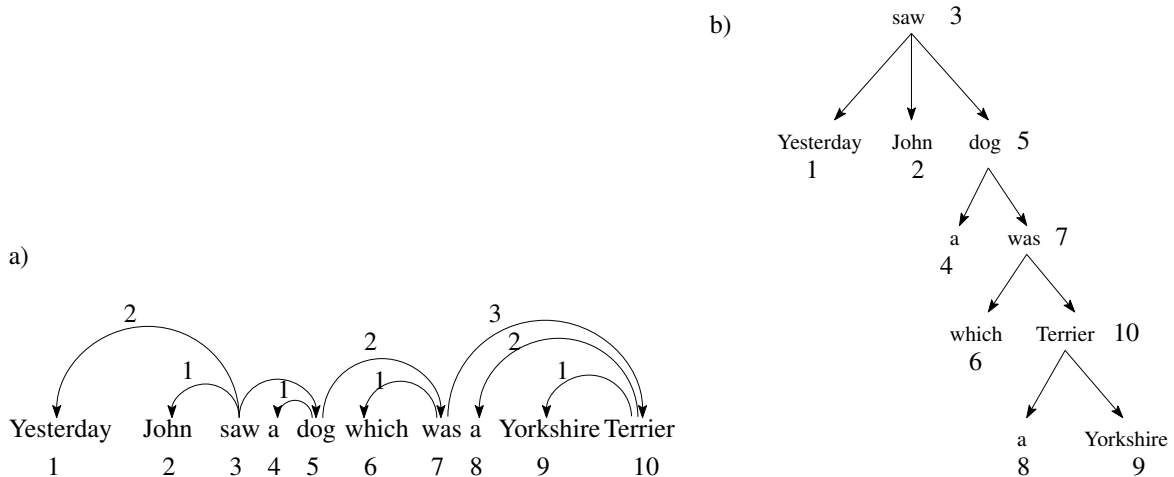 a)
2 2 3
1 1 1 2 1
Yesterday John saw a dog which was a Yorkshire Terrier
1 2 3 4 5 6 7 8 9 10
b)
saw 3
Yesterday John dog 5
1 2
a was 7
4
which Terrier 10
6
a Yorkshire
8 9